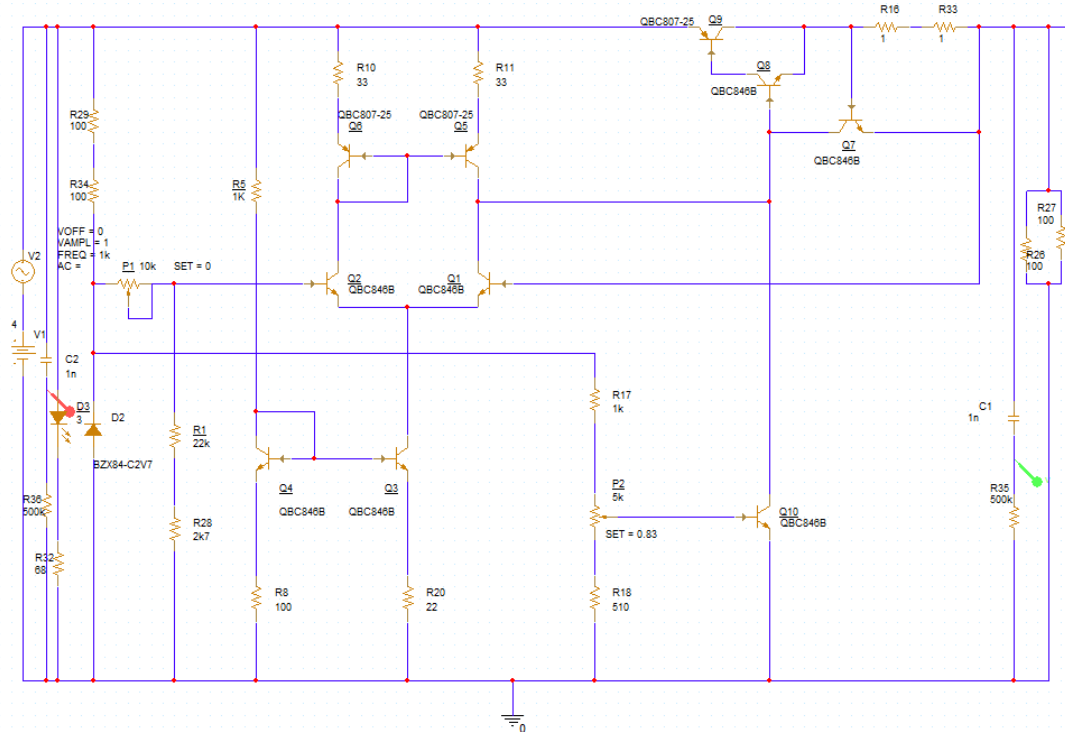 R16
1
R33
1
QBC807-25
Q9
Q8
QBC846B
Q7
QBC846B
R10
33
R11
33
QBC807-25
Q6
QBC807-25
Q5
R29
100
R34
100
R5
1K
VOFF = 0
VAMPL = 1
FREQ = 1k
AC =
V2
P1 10k
SET = 0
Q2
QBC846B
Q1
QBC846B
R27
100
R26
100
4
V1
C2
1n
D3
3
D2
BZX84-C2V7
R1
22k
R17
1k
C1
1n
R36
500k
R28
2k7
Q4
QBC846B
Q3
QBC846B
P2
5k
SET = 0.83
Q10
QBC846B
R35
500k
R32
68
R8
100
R20
22
R18
510
0